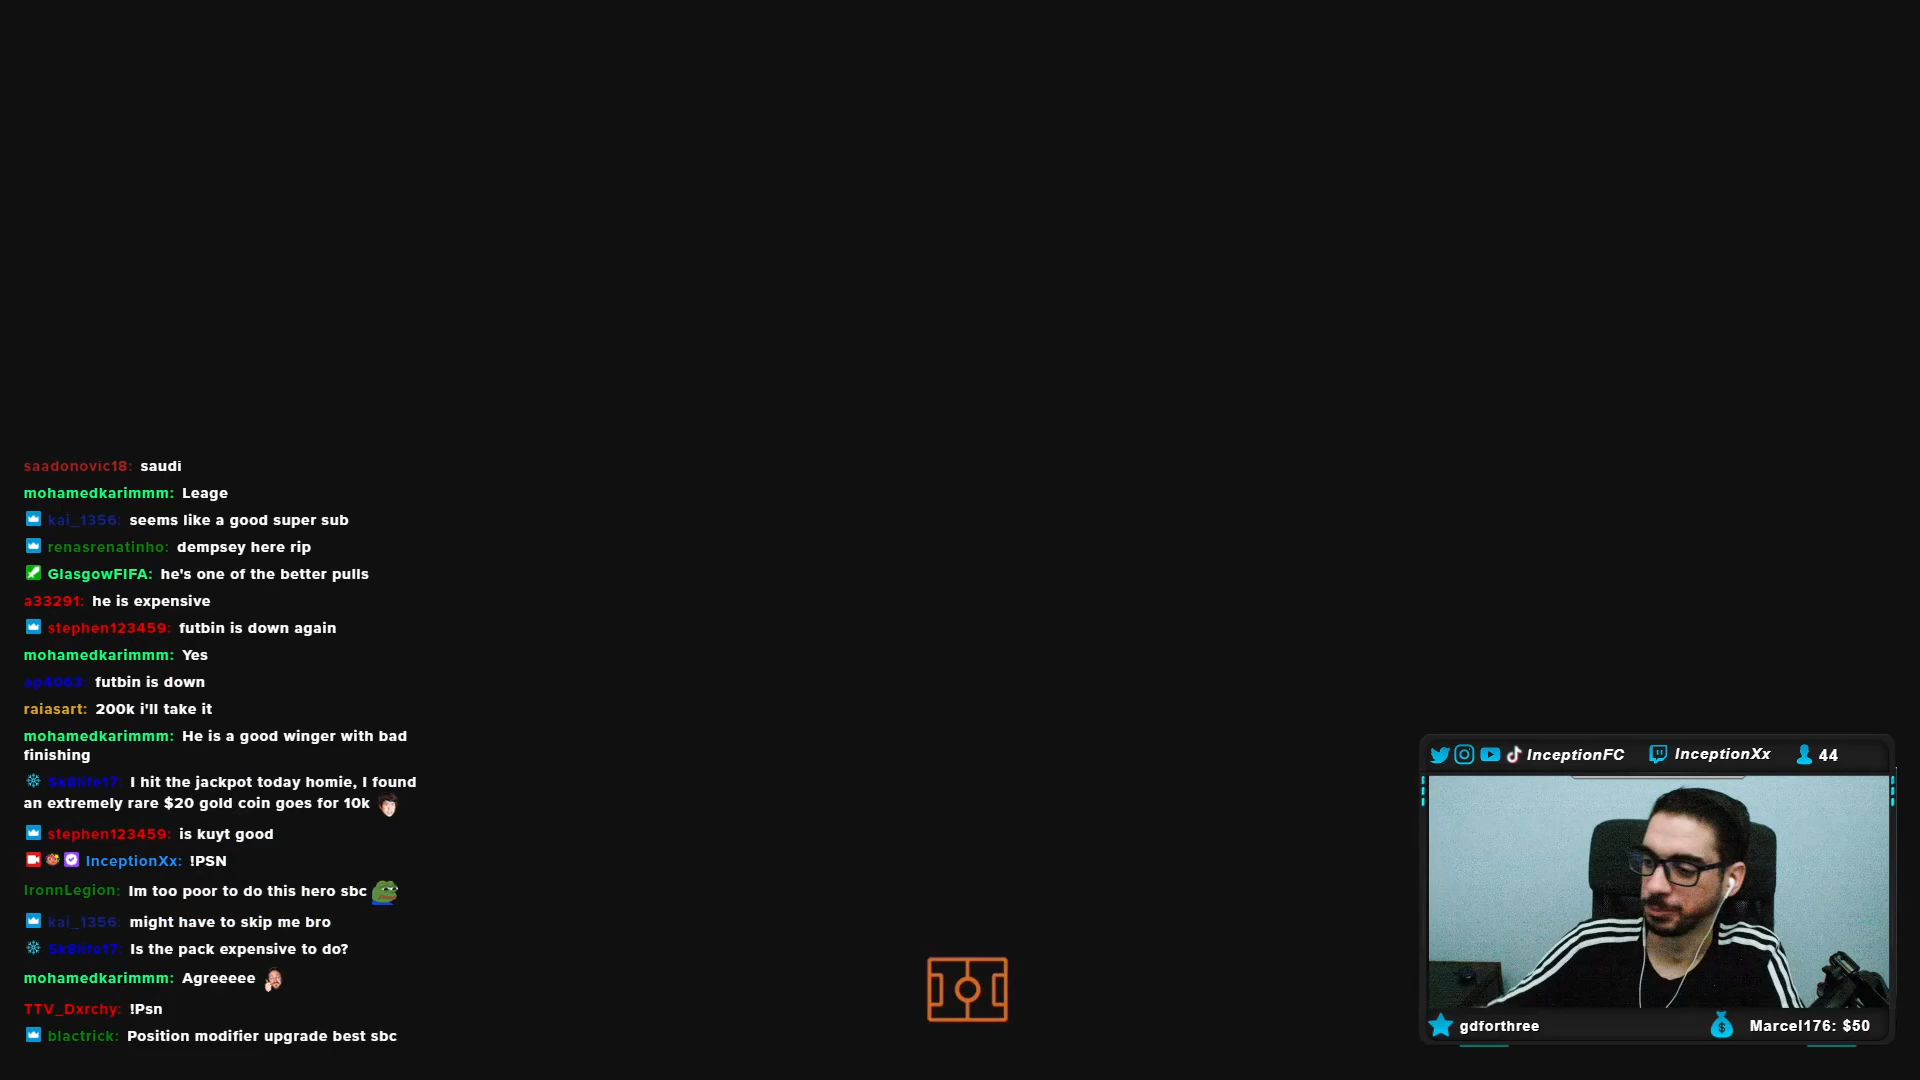 saadonovic18: saudi
mohamedkarimmm: Leage
kai_1356: seems like a good super sub
renasrenatinho: dempsey here rip
GlasgowFIFA: he's one of the better pulls
a33291: he is expensive
stephen123459: futbin is down again
mohamedkarimmm: Yes
ap4063: futbin is down
raiasart: 200k i'll take it
mohamedkarimmm: He is a good winger with bad
finishing
Sk8life17: I hit the jackpot today homie, I found
an extremely rare $20 gold coin goes for 10k
stephen123459: is kuyt good
InceptionXx: !PSN
IronnLegion: Im too poor to do this hero sbc
kai_1356: might have to skip me bro
Sk8life17: Is the pack expensive to do?
mohamedkarimmm: Agreeeee
TTV_Dxrchy: !Psn
blactrick: Position modifier upgrade best sbc
InceptionFC InceptionXx 44
gdforthree Marcel176: $50